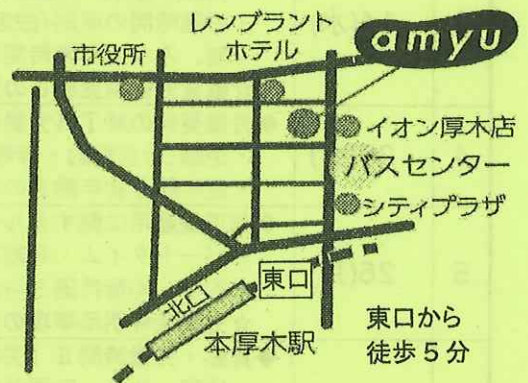 レンブラント
ホテル
amyu
市役所
イオン厚木店
バスセンター
シティプラザ
北口
東口
本厚木駅
東口から
徒歩5分